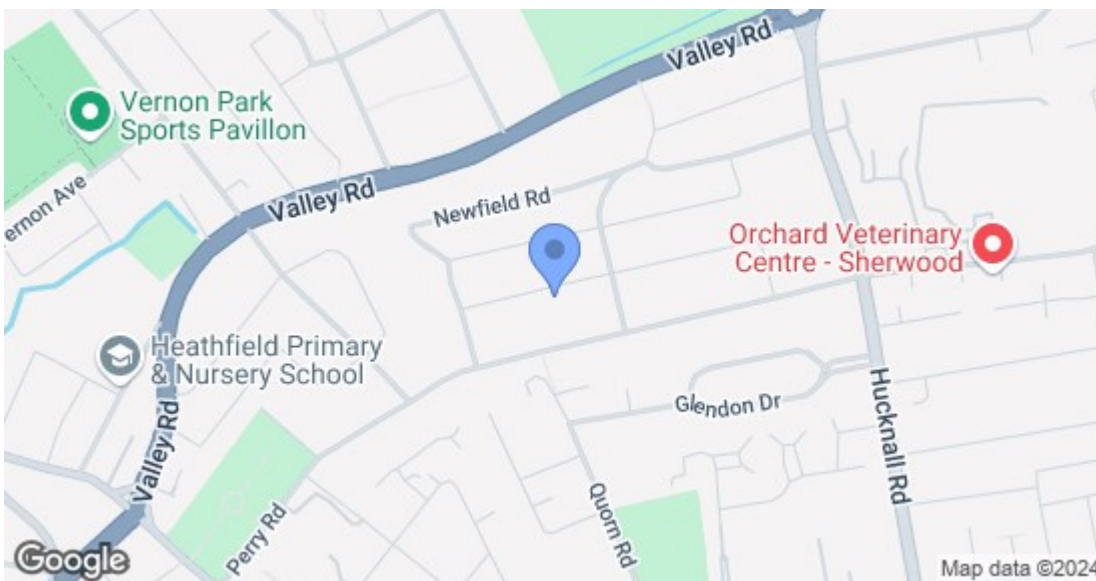 Valley Rd
Vernon Park
Sports Pavillon
ernon Ave
Valley Rd
Newfield Rd
Orchard Veterinary
Centre - Sherwood
Heathfield Primary
& Nursery School
Glendon Dr
Hucknall Rd
Valley Rd
Quorn Rd
Perry Rd
Google
Map data ©2024